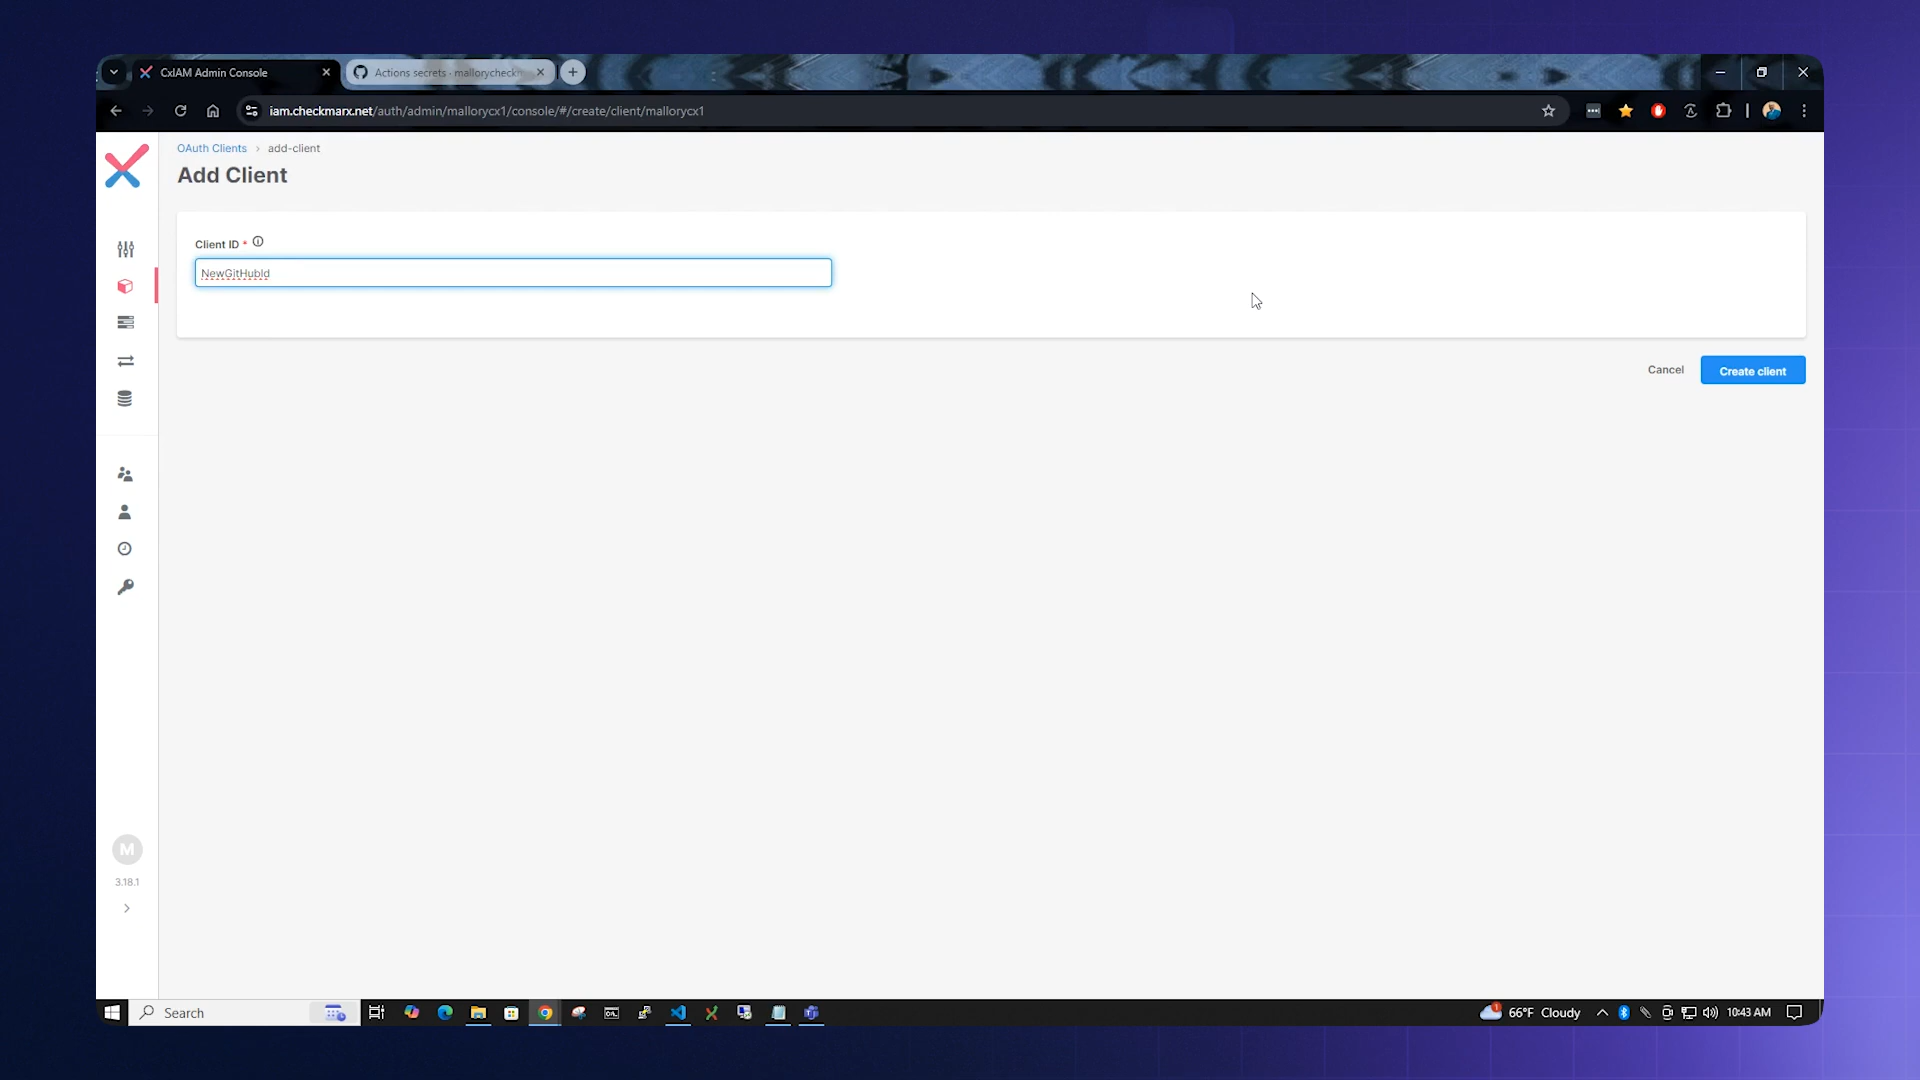 CxIAM Admin Console
Actions secrets · mallorycheckm
iam.checkmarx.net/auth/admin/mallorycx1/console/#/create/client/mallorycx1
OAuth Clients › add-client
Add Client
Client ID *
NewGitHubId
Cancel
Create client
M
3.18.1
Search
66°F Cloudy
10:43 AM